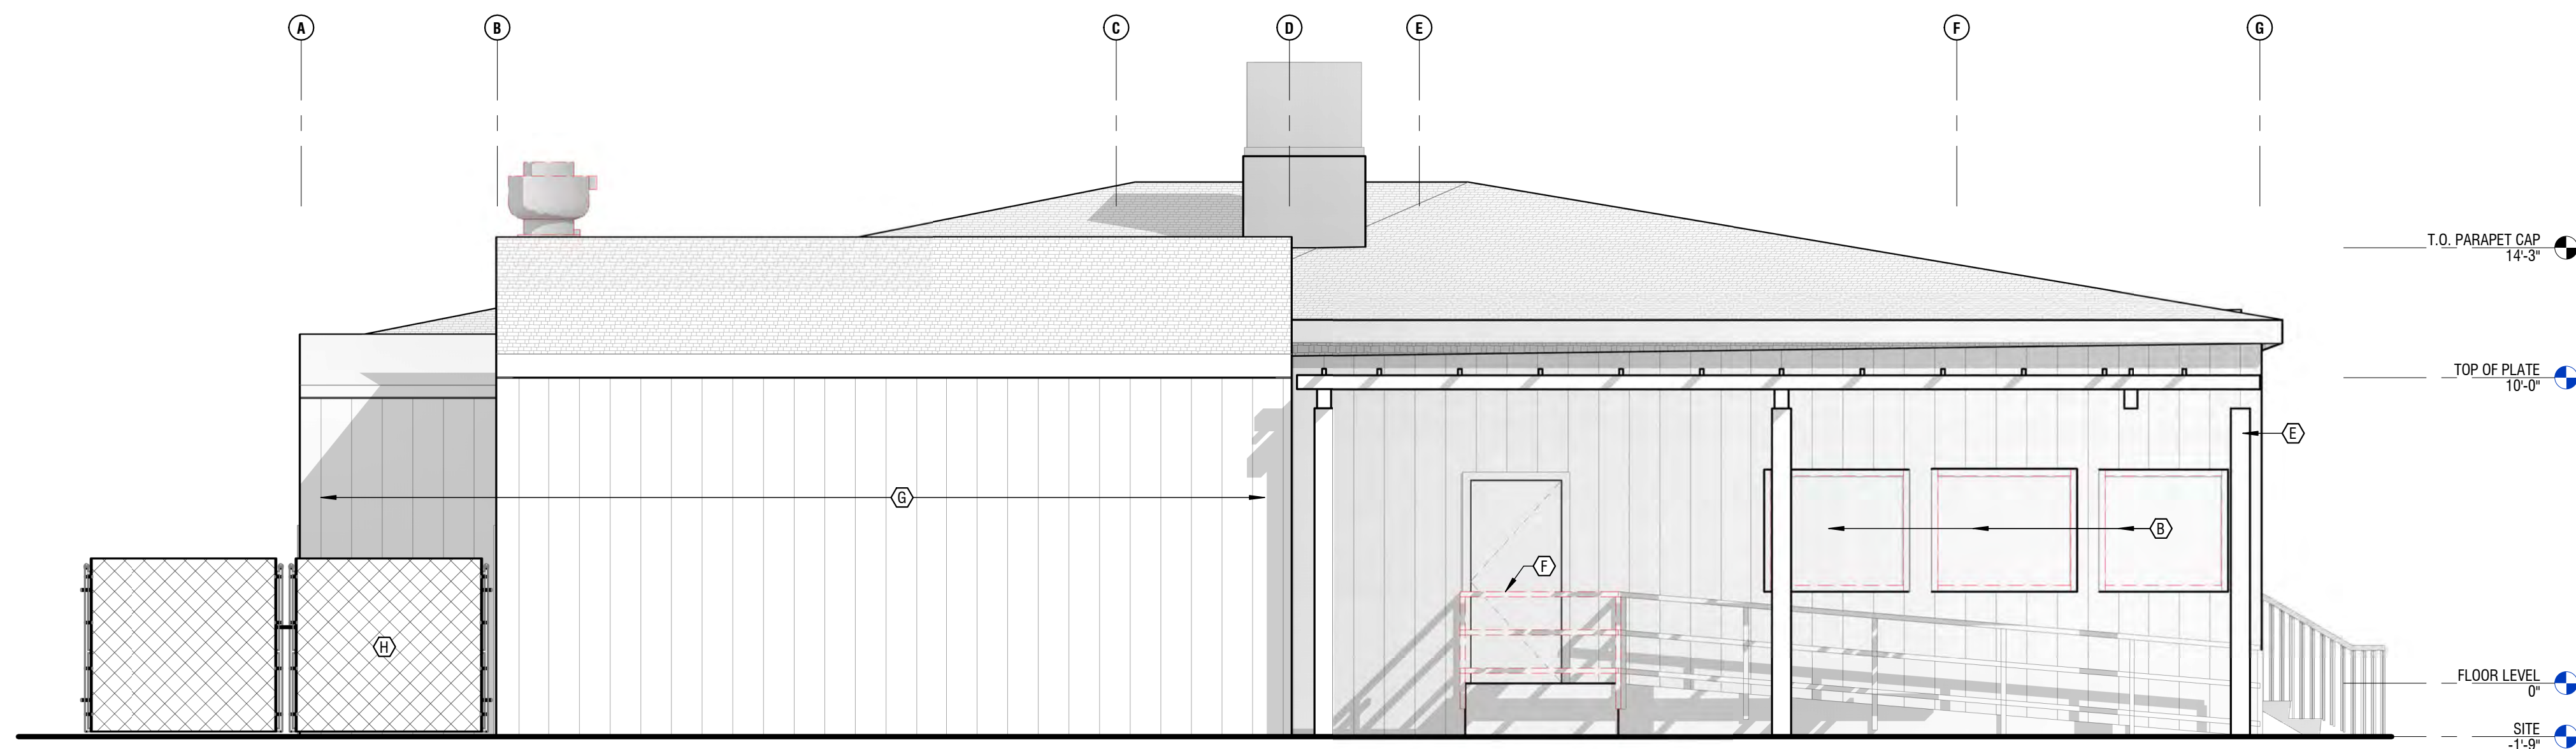 A B C D E F G
T.O. PARAPET CAP
14'-3"
TOP OF PLATE
10'-0"
E
G
B
F
H
FLOOR LEVEL
0"
SITE
-1'-9"